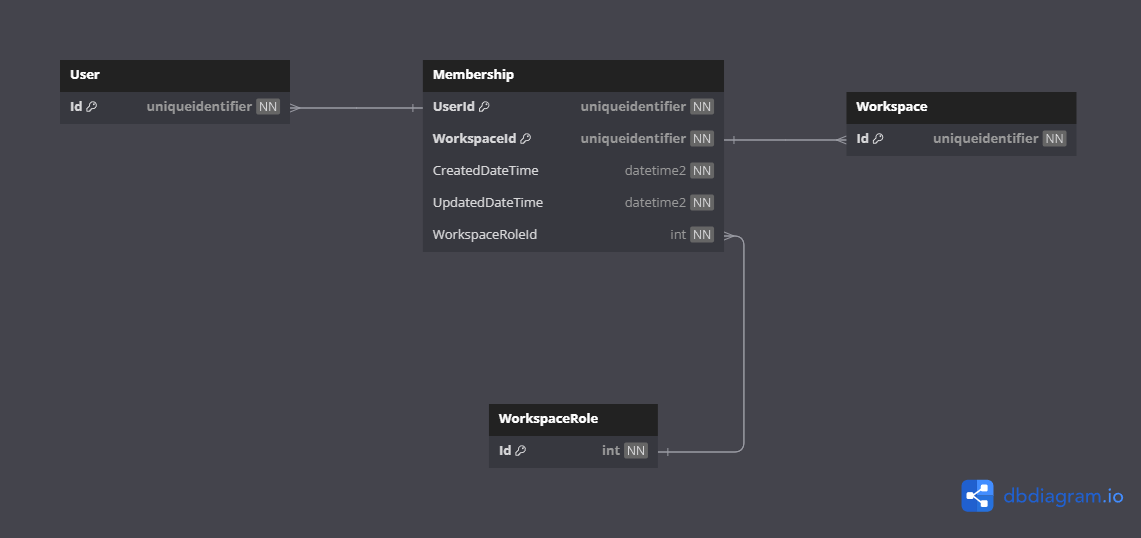 User
Id uniqueidentifier NN
Membership
UserId uniqueidentifier NN
WorkspaceId uniqueidentifier NN
CreatedDateTime datetime2 NN
UpdatedDateTime datetime2 NN
WorkspaceRoleId int NN
Workspace
Id uniqueidentifier NN
WorkspaceRole
Id int NN
dbdiagram.io